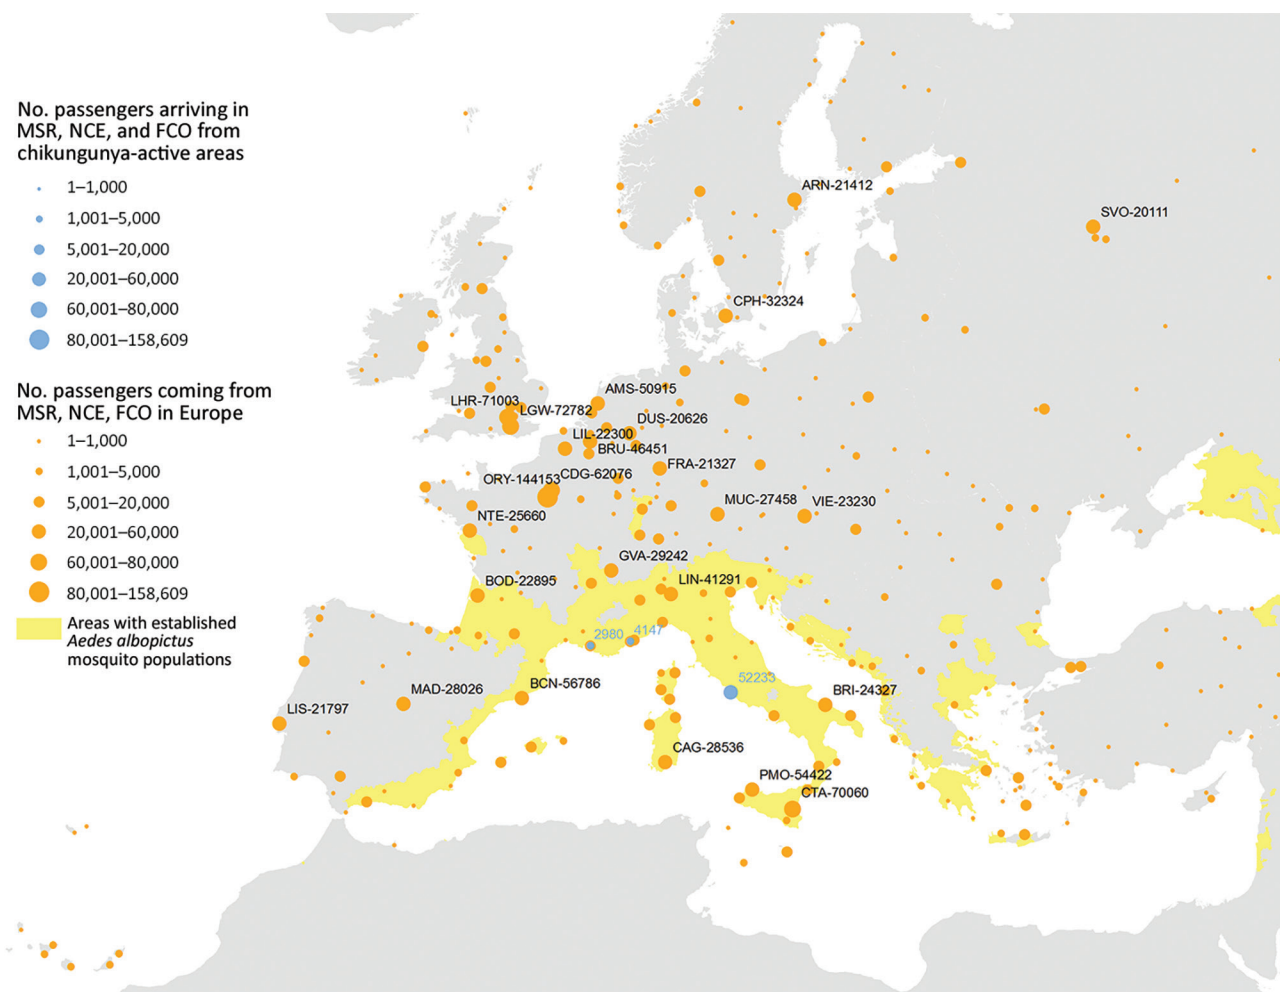 No. passengers arriving in
MSR, NCE, and FCO from
chikungunya-active areas
1–1,000
1,001–5,000
5,001–20,000
20,001–60,000
60,001–80,000
80,001–158,609
No. passengers coming from
MSR, NCE, FCO in Europe
1–1,000
1,001–5,000
5,001–20,000
20,001–60,000
60,001–80,000
80,001–158,609
Areas with established
Aedes albopictus
mosquito populations
ARN-21412
SVO-20111
CPH-32324
AMS-50915
LHR-71003
LGW-72782
DUS-20626
LIL-22300
BRU-46451
FRA-21327
CDG-62076
ORY-144153
MUC-27458
VIE-23230
NTE-25660
GVA-29242
LIN-41291
BOD-22895
2980
4147
52233
BCN-56786
MAD-28026
BRI-24327
LIS-21797
CAG-28536
PMO-54422
CTA-70060